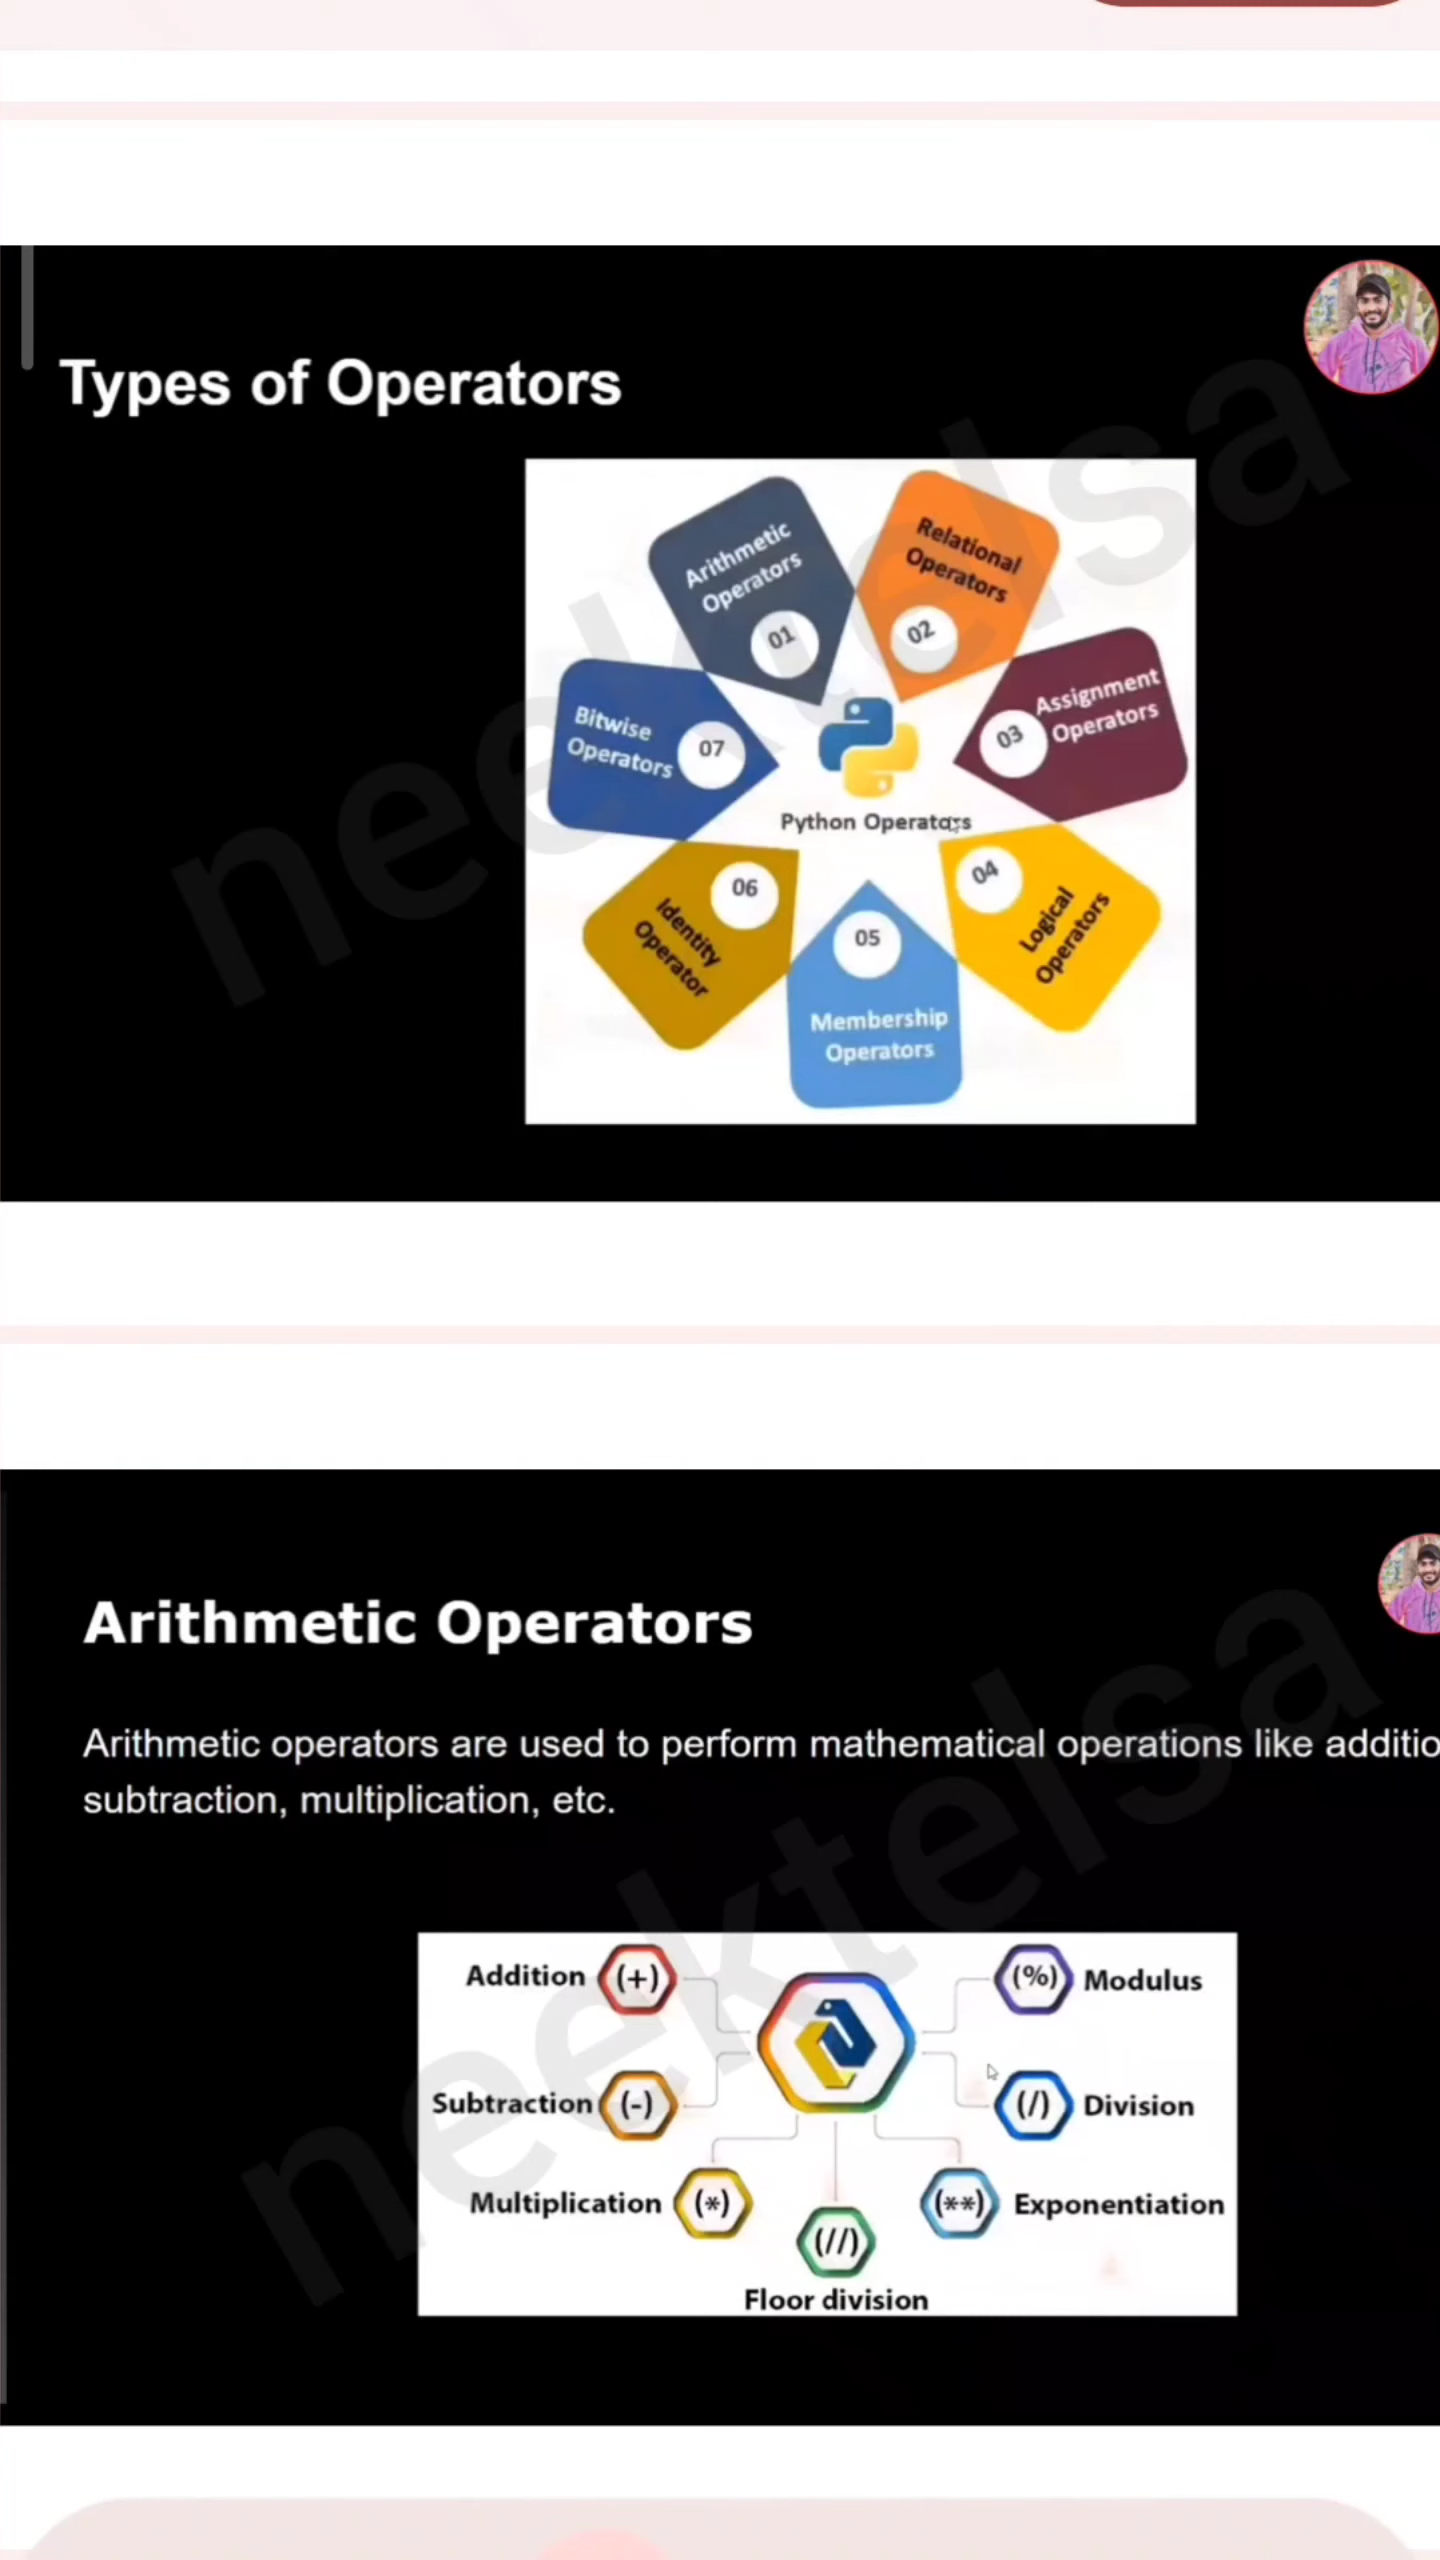 Types of Operators
Arithmetic
Operators
01
Relational
Operators
02
Assignment
Operators
03
Logical
Operators
04
Membership
Operators
05
Identity
Operator
06
Bitwise
Operators
07
Python Operators
neektelsa
Arithmetic Operators
Arithmetic operators are used to perform mathematical operations like additio
subtraction, multiplication, etc.
Addition (+)
(%) Modulus
Subtraction (-)
(/) Division
Multiplication (*)
(**) Exponentiation
(//)
Floor division
neektelsa